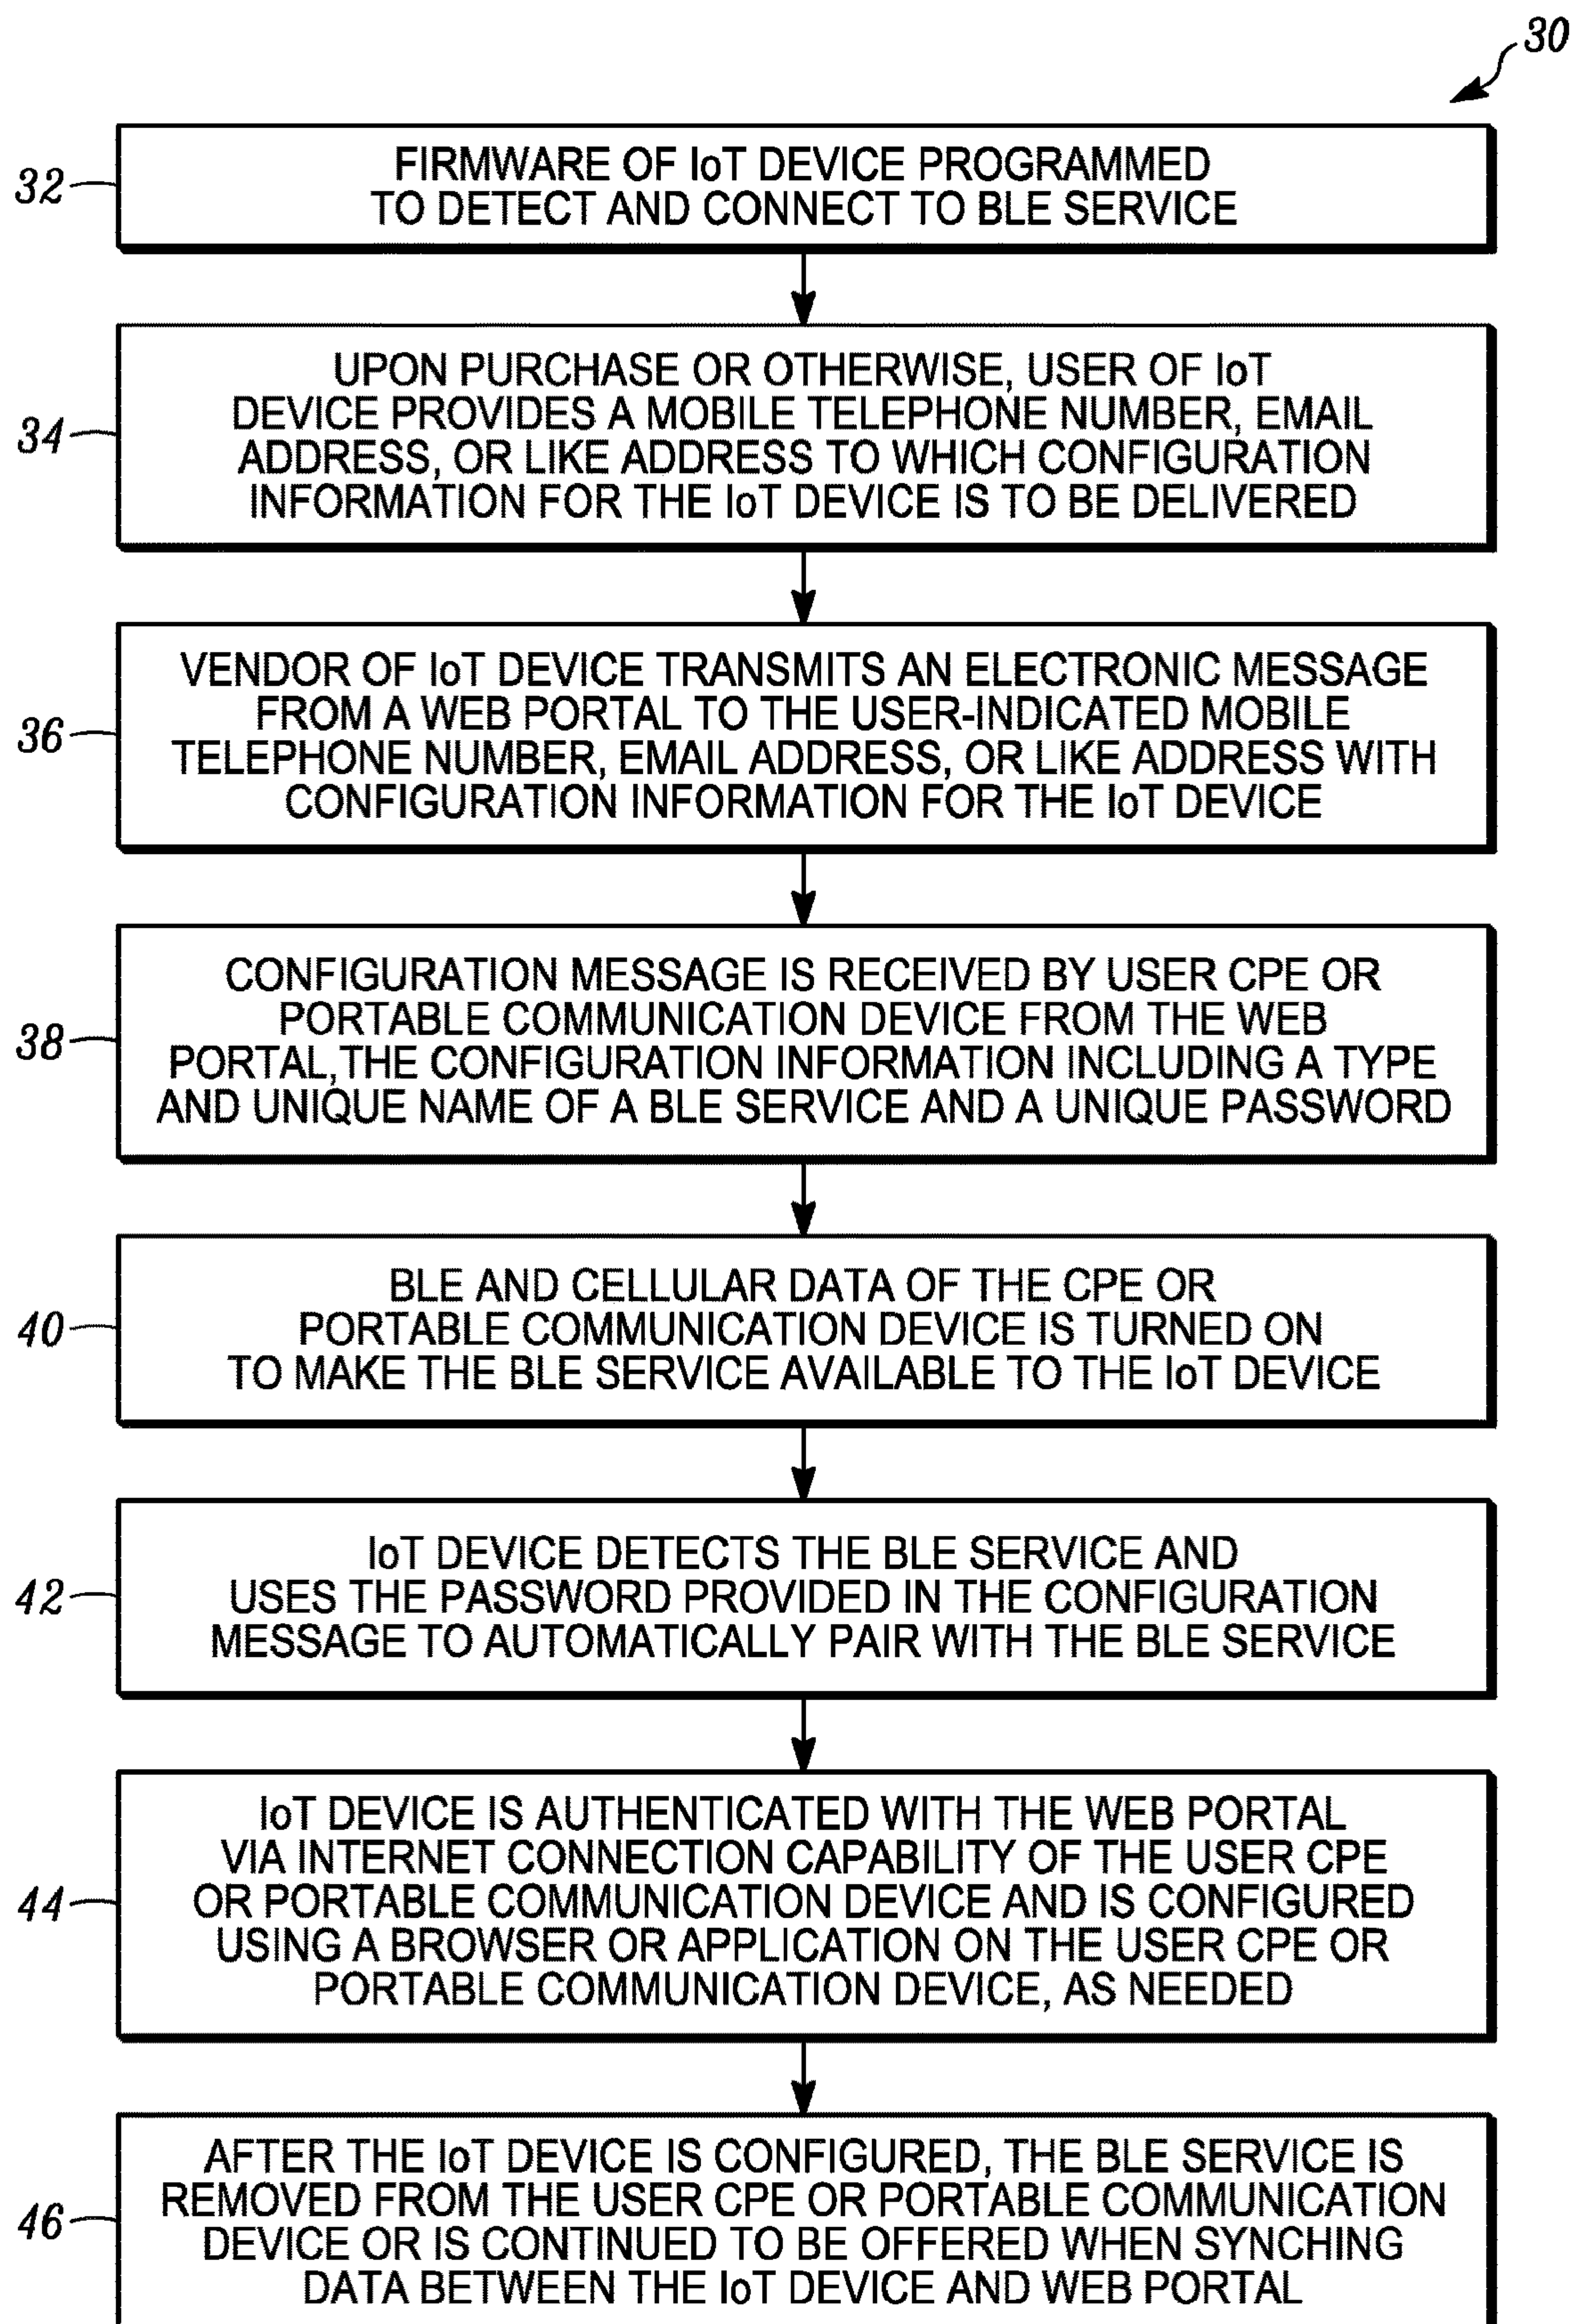 30
32
FIRMWARE OF IoT DEVICE PROGRAMMED
TO DETECT AND CONNECT TO BLE SERVICE
34
UPON PURCHASE OR OTHERWISE, USER OF IoT
DEVICE PROVIDES A MOBILE TELEPHONE NUMBER, EMAIL
ADDRESS, OR LIKE ADDRESS TO WHICH CONFIGURATION
INFORMATION FOR THE IoT DEVICE IS TO BE DELIVERED
36
VENDOR OF IoT DEVICE TRANSMITS AN ELECTRONIC MESSAGE
FROM A WEB PORTAL TO THE USER-INDICATED MOBILE
TELEPHONE NUMBER, EMAIL ADDRESS, OR LIKE ADDRESS WITH
CONFIGURATION INFORMATION FOR THE IoT DEVICE
38
CONFIGURATION MESSAGE IS RECEIVED BY USER CPE OR
PORTABLE COMMUNICATION DEVICE FROM THE WEB
PORTAL,THE CONFIGURATION INFORMATION INCLUDING A TYPE
AND UNIQUE NAME OF A BLE SERVICE AND A UNIQUE PASSWORD
40
BLE AND CELLULAR DATA OF THE CPE OR
PORTABLE COMMUNICATION DEVICE IS TURNED ON
TO MAKE THE BLE SERVICE AVAILABLE TO THE IoT DEVICE
42
IoT DEVICE DETECTS THE BLE SERVICE AND
USES THE PASSWORD PROVIDED IN THE CONFIGURATION
MESSAGE TO AUTOMATICALLY PAIR WITH THE BLE SERVICE
44
IoT DEVICE IS AUTHENTICATED WITH THE WEB PORTAL
VIA INTERNET CONNECTION CAPABILITY OF THE USER CPE
OR PORTABLE COMMUNICATION DEVICE AND IS CONFIGURED
USING A BROWSER OR APPLICATION ON THE USER CPE OR
PORTABLE COMMUNICATION DEVICE, AS NEEDED
46
AFTER THE IoT DEVICE IS CONFIGURED, THE BLE SERVICE IS
REMOVED FROM THE USER CPE OR PORTABLE COMMUNICATION
DEVICE OR IS CONTINUED TO BE OFFERED WHEN SYNCHING
DATA BETWEEN THE IoT DEVICE AND WEB PORTAL